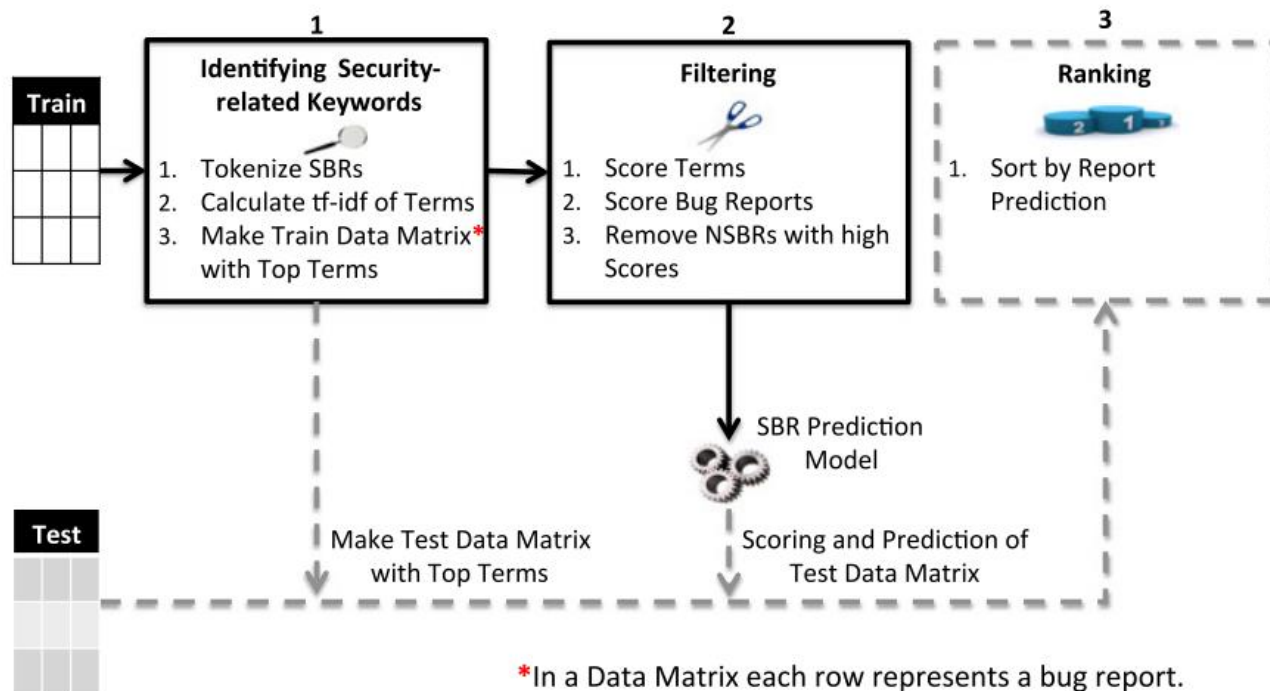 1
Identifying Security-
related Keywords
1. Tokenize SBRs
2. Calculate tf-idf of Terms
3. Make Train Data Matrix*
with Top Terms
2
Filtering
1. Score Terms
2. Score Bug Reports
3. Remove NSBRs with high
Scores
3
Ranking
2 1 3
1. Sort by Report
Prediction
Train
SBR Prediction
Model
Test
Make Test Data Matrix
with Top Terms
Scoring and Prediction of
Test Data Matrix
*In a Data Matrix each row represents a bug report.